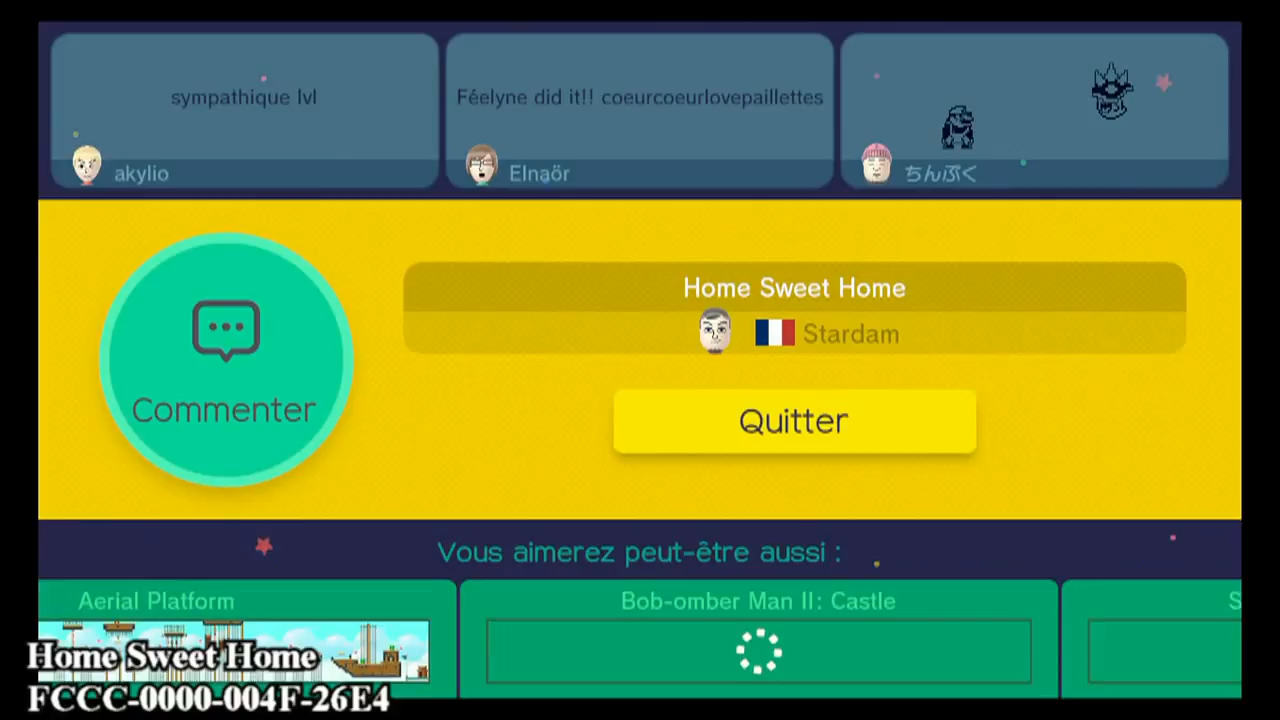 sympathique lvl
akylio
Féelyne did it!! coeurcoeurlovepaillettes
Elnaör
ちんぷく
Home Sweet Home
Stardam
Commenter
Quitter
Vous aimerez peut-être aussi :
Aerial Platform
Bob-omber Man II: Castle
S
Home Sweet Home
FCCC-0000-004F-26E4